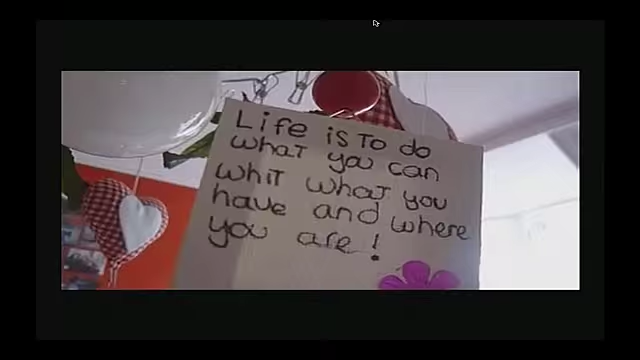 Life is To do
whaT you can
whiT whaT you
have and where
you are!